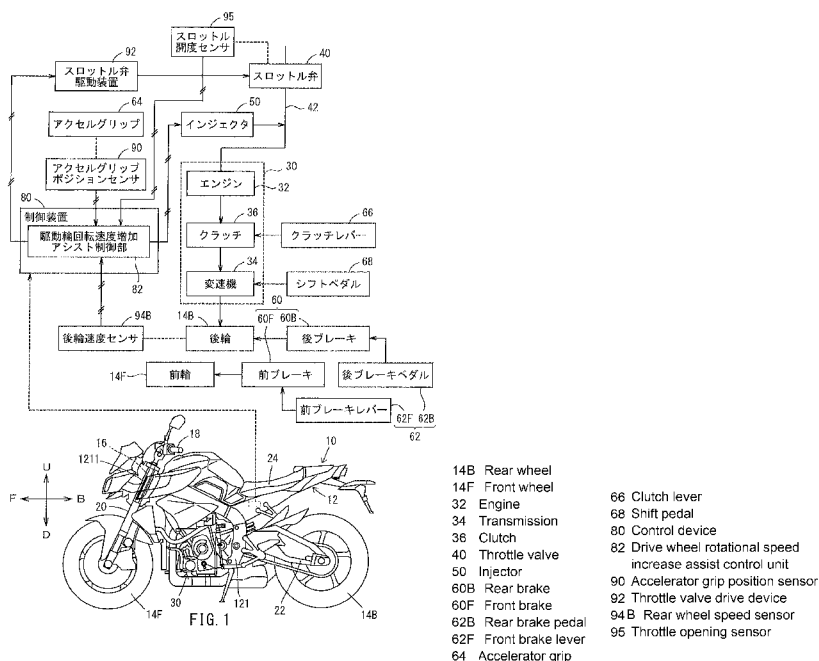 95
スロットル
開度センサ
92
スロットル弁
駆動装置
40
スロットル弁
64
アクセルグリップ
50
インジェクタ
42
90
アクセルグリップ
ポジションセンサ
30
エンジン
32
80
制御装置
駆動輪回転速度増加
アシスト制御部
82
36
クラッチ
66
クラッチレバー
34
変速機
68
シフトペダル
60
60F 60B
94B
後輪速度センサ
14B
後輪
後ブレーキ
14F
前輪
前ブレーキ
後ブレーキペダル
前ブレーキレバー
62F 62B
62
16
1211
18
24
10
12
U
F
B
D
20
14F
30
121
22
14B
FIG. 1
14B Rear wheel
14F Front wheel
32 Engine
34 Transmission
36 Clutch
40 Throttle valve
50 Injector
60B Rear brake
60F Front brake
62B Rear brake pedal
62F Front brake lever
64 Accelerator grip
66 Clutch lever
68 Shift pedal
80 Control device
82 Drive wheel rotational speed
increase assist control unit
90 Accelerator grip position sensor
92 Throttle valve drive device
94B Rear wheel speed sensor
95 Throttle opening sensor